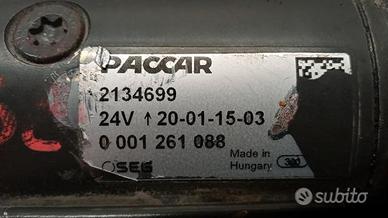 PACCAR
2134699
24V ↑ 20-01-15-03
0 001 261 088
SEG
Made in
Hungary
subito